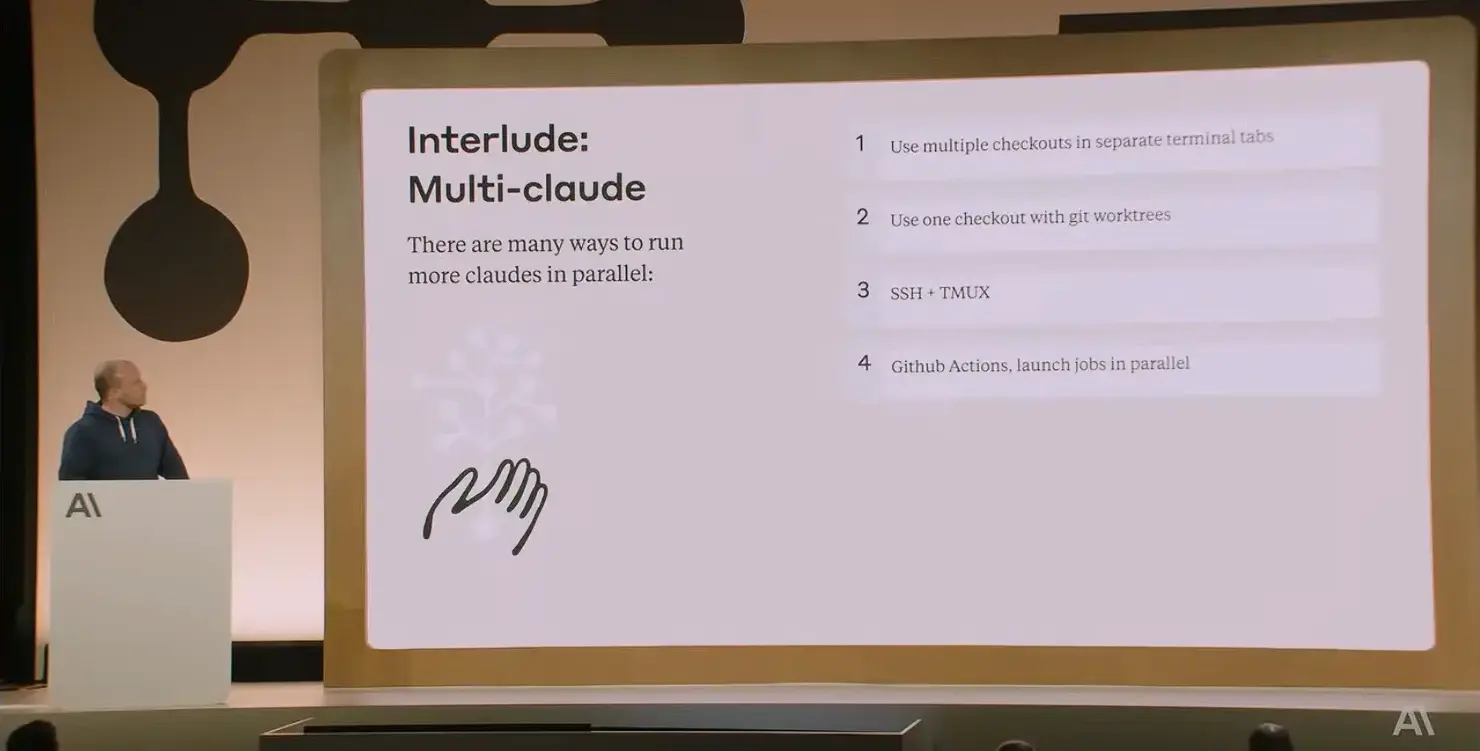 Interlude:
Multi-claude
There are many ways to run
more claudes in parallel:
1 Use multiple checkouts in separate terminal tabs
2 Use one checkout with git worktrees
3 SSH + TMUX
4 Github Actions, launch jobs in parallel
A\
A\